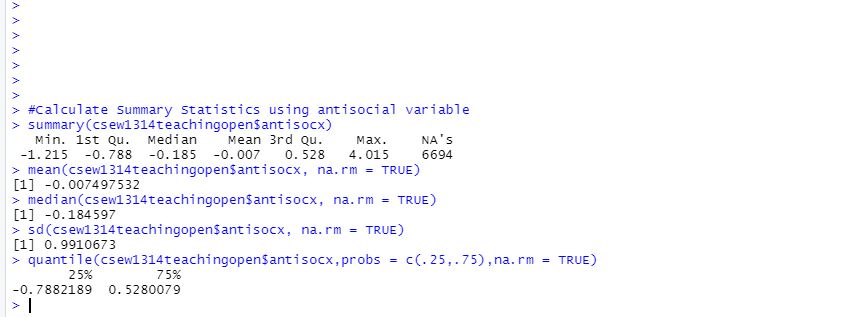 >
>
>
>
>
>
>
> #Calculate Summary Statistics using antisocial variable
> summary(csew1314teachingopen$antisocx)
   Min. 1st Qu.  Median    Mean 3rd Qu.    Max.    NA's
 -1.215  -0.788  -0.185  -0.007   0.528   4.015    6694
> mean(csew1314teachingopen$antisocx, na.rm = TRUE)
[1] -0.007497532
> median(csew1314teachingopen$antisocx, na.rm = TRUE)
[1] -0.184597
> sd(csew1314teachingopen$antisocx, na.rm = TRUE)
[1] 0.9910673
> quantile(csew1314teachingopen$antisocx,probs = c(.25,.75),na.rm = TRUE)
       25%        75%
-0.7882189  0.5280079
>